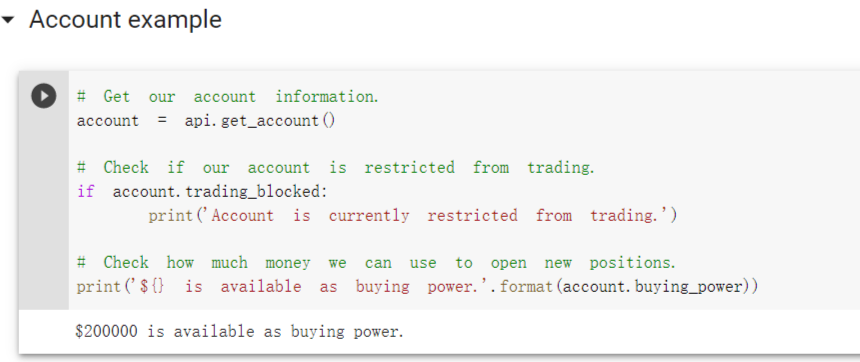 Account example
# Get our account information.
account = api.get_account()
# Check if our account is restricted from trading.
if account.trading_blocked:
print('Account is currently restricted from trading.')
# Check how much money we can use to open new positions.
print('${} is available as buying power.'.format(account.buying_power))
$200000 is available as buying power.